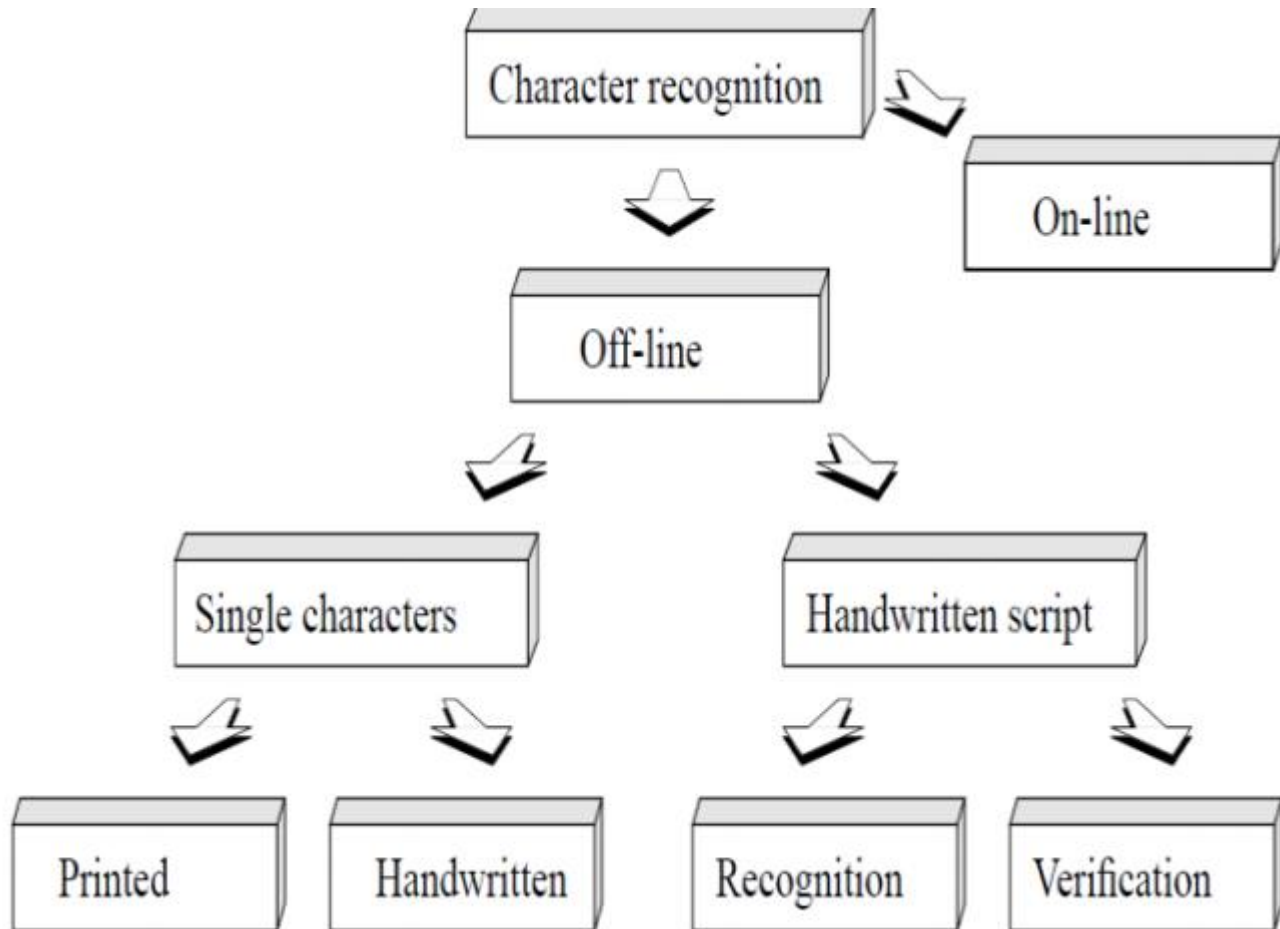 Character recognition
On-line
Off-line
Single characters
Handwritten script
Printed
Handwritten
Recognition
Verification